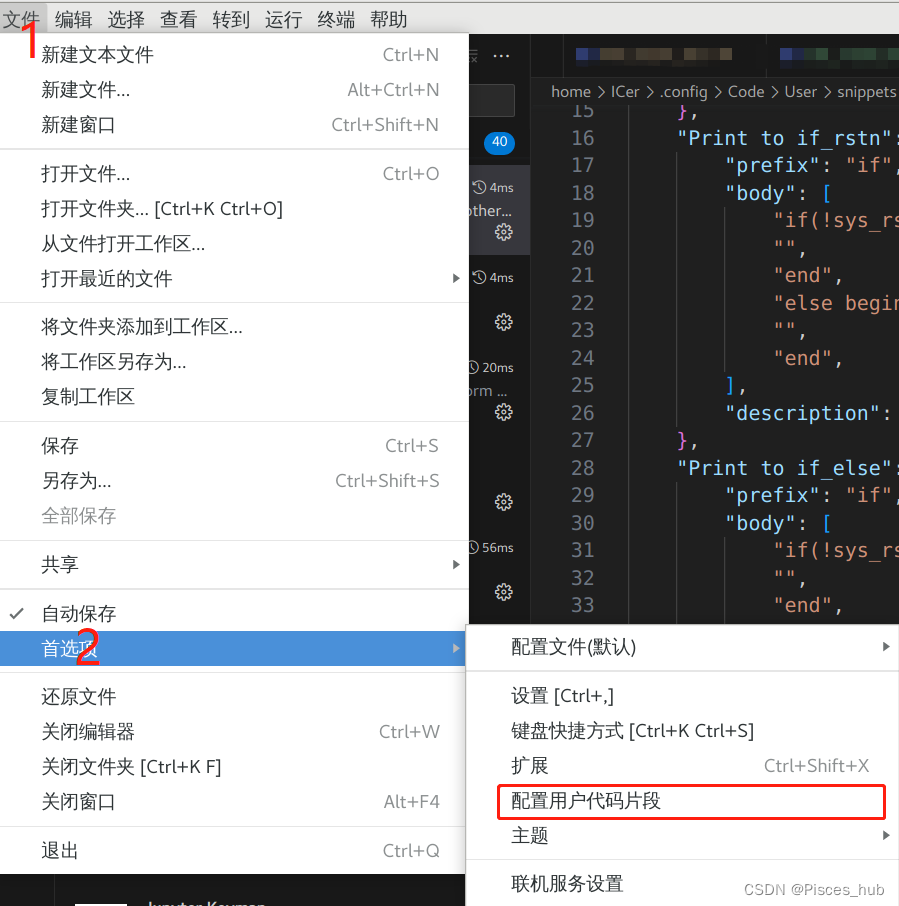 文件 编辑 选择 查看 转到 运行 终端 帮助
1
新建文本文件 Ctrl+N
新建文件... Alt+Ctrl+N
新建窗口 Ctrl+Shift+N
打开文件... Ctrl+O
打开文件夹... [Ctrl+K Ctrl+O]
从文件打开工作区...
打开最近的文件
将文件夹添加到工作区...
将工作区另存为...
复制工作区
保存 Ctrl+S
另存为... Ctrl+Shift+S
全部保存
共享
自动保存
首选项
2
还原文件
关闭编辑器 Ctrl+W
关闭文件夹 [Ctrl+K F]
关闭窗口 Alt+F4
退出 Ctrl+Q
...
40
4ms
other...
4ms
20ms
orm ...
56ms
home > ICer > .config > Code > User > snippets
15 },
16 "Print to if_rstn":
17 "prefix": "if",
18 "body": [
19 "if(!sys_rs
20 "",
21 "end",
22 "else begin
23 "",
24 "end",
25 ],
26 "description":
27 },
28 "Print to if_else":
29 "prefix": "if",
30 "body": [
31 "if(!sys_rs
32 "",
33 "end",
配置文件(默认)
设置 [Ctrl+,]
键盘快捷方式 [Ctrl+K Ctrl+S]
扩展 Ctrl+Shift+X
配置用户代码片段
主题
联机服务设置
CSDN @Pisces_hub